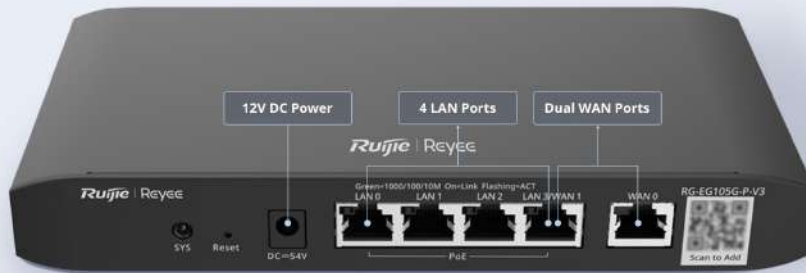 12V DC Power
4 LAN Ports
Dual WAN Ports
Ruijie | Reyee
Ruijie | Reyee
Green=1000/100/10M On=Link Flashing=ACT
LAN 0 LAN 1 LAN 2 LAN 3/WAN 1 WAN 0
RG-EG105G-P-V3
SYS
Reset
DC⎓54V
PoE
Scan to Add